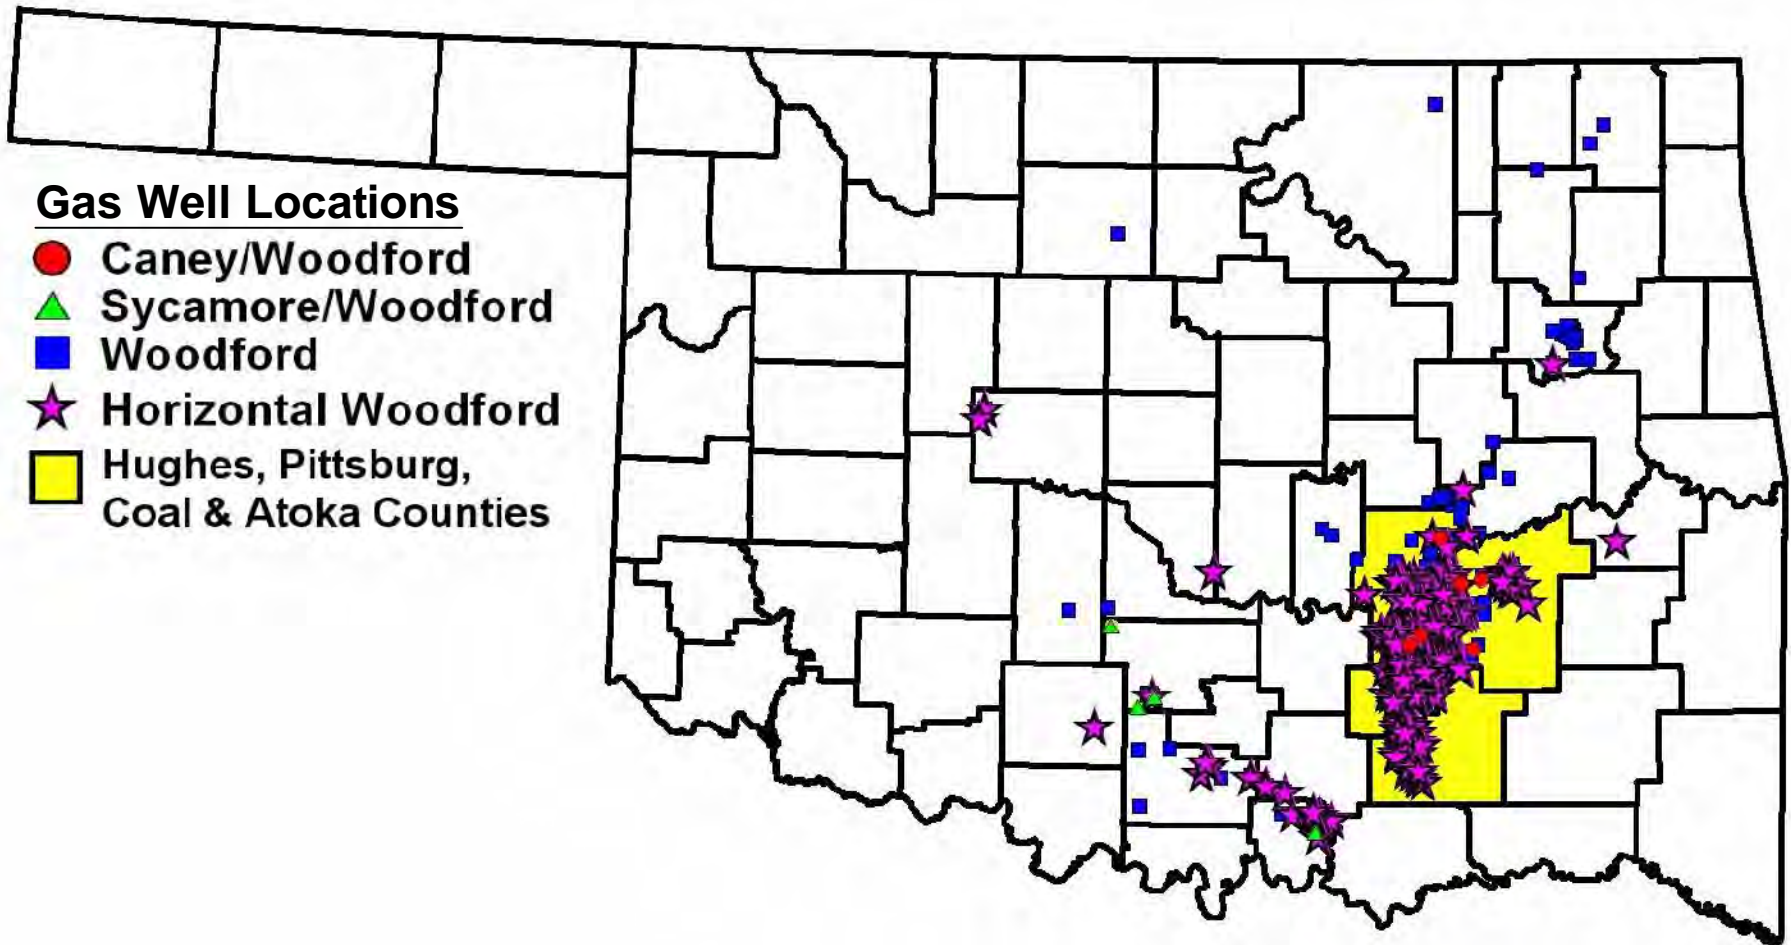 Gas Well Locations
Caney/Woodford
Sycamore/Woodford
Woodford
Horizontal Woodford
Hughes, Pittsburg,
Coal & Atoka Counties